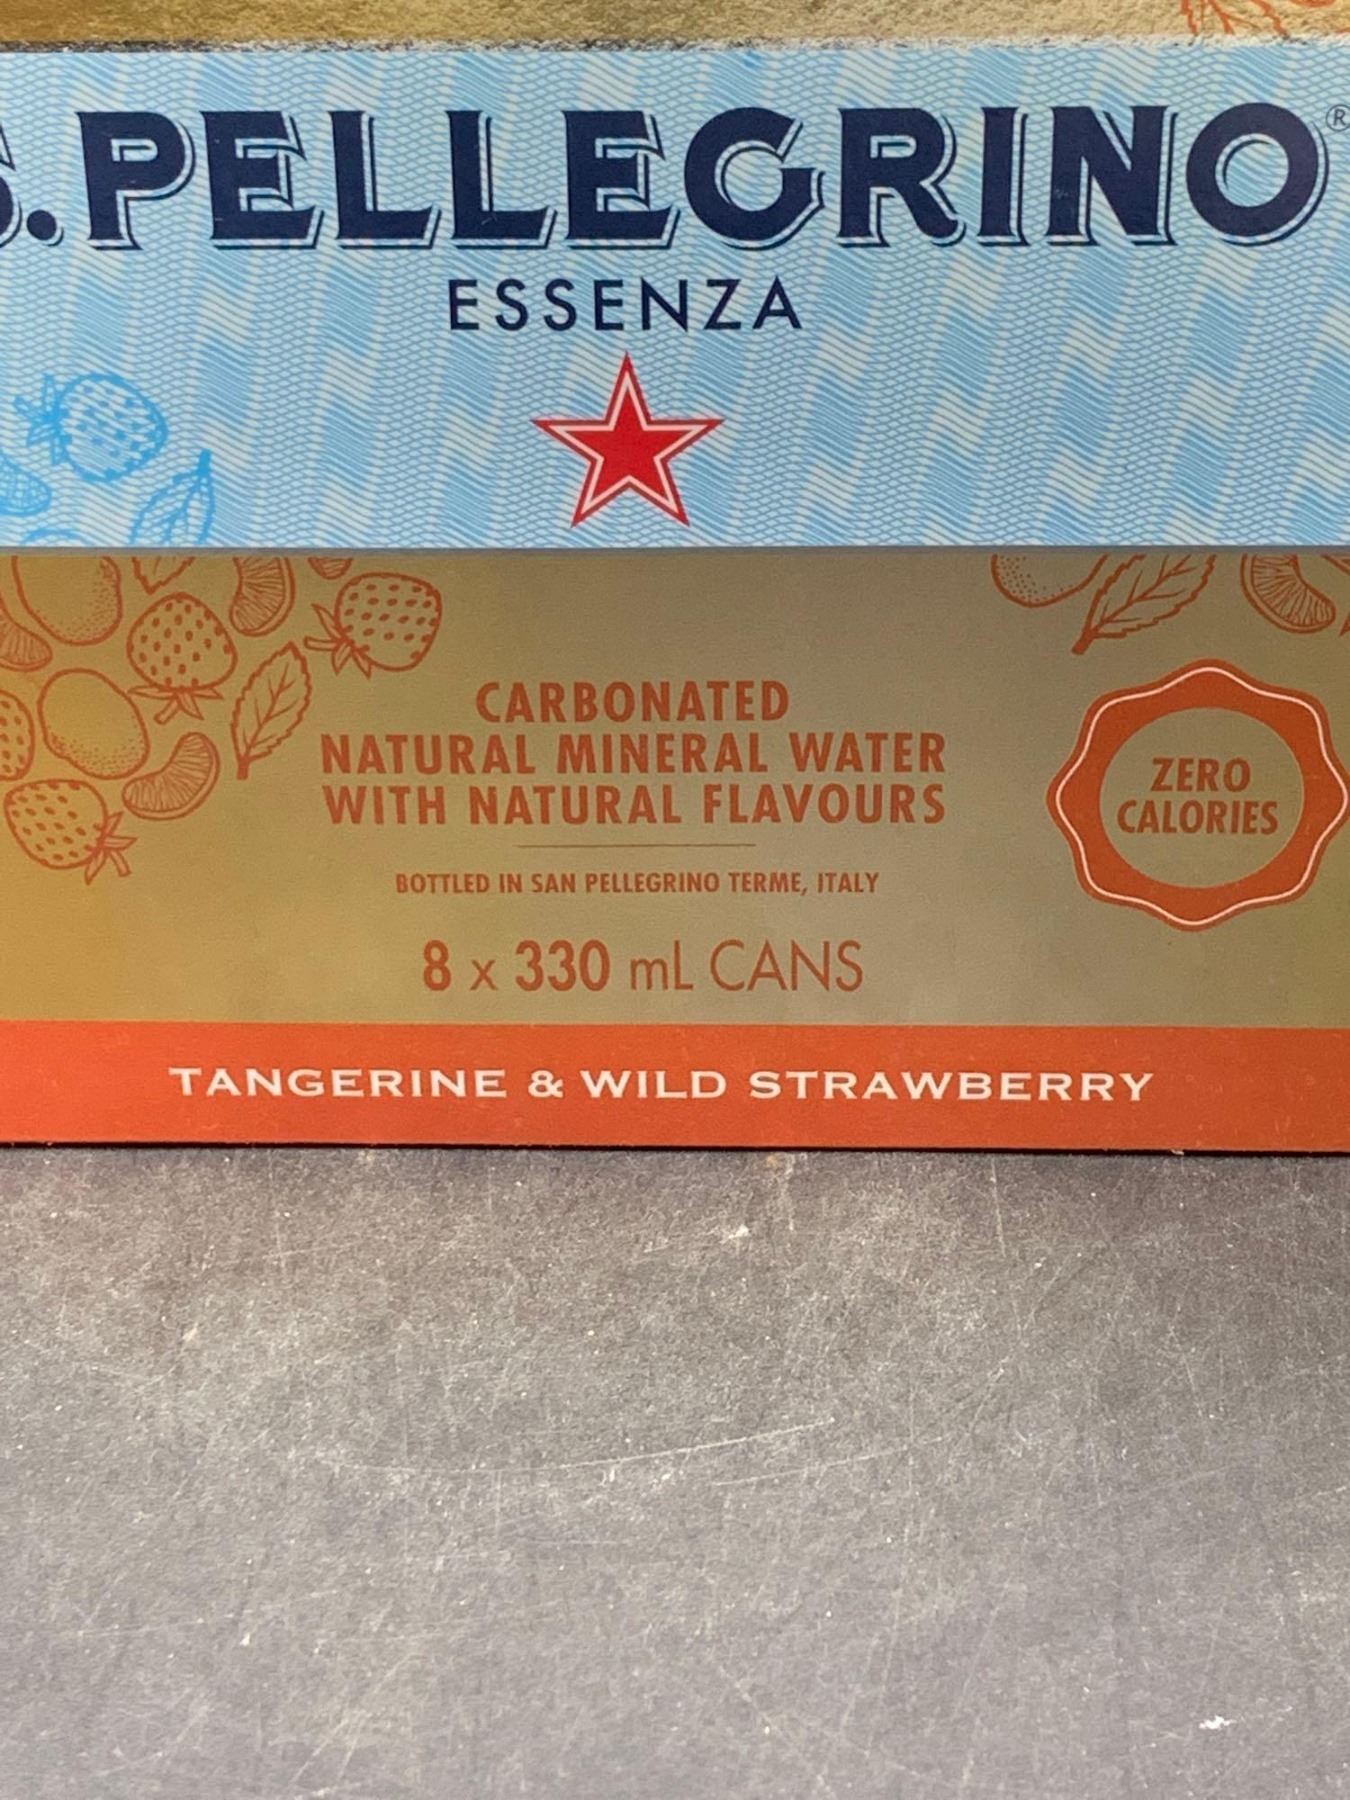 S.PELLEGRINO®
ESSENZA
CARBONATED
NATURAL MINERAL WATER
WITH NATURAL FLAVOURS
BOTTLED IN SAN PELLEGRINO TERME, ITALY
8 x 330 mL CANS
ZERO
CALORIES
TANGERINE & WILD STRAWBERRY